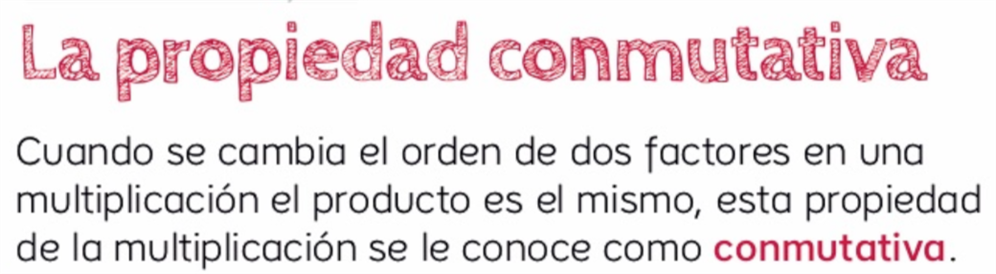 La propiedad conmutativa
Cuando se cambia el orden de dos factores en una
multiplicación el producto es el mismo, esta propiedad
de la multiplicación se le conoce como conmutativa.